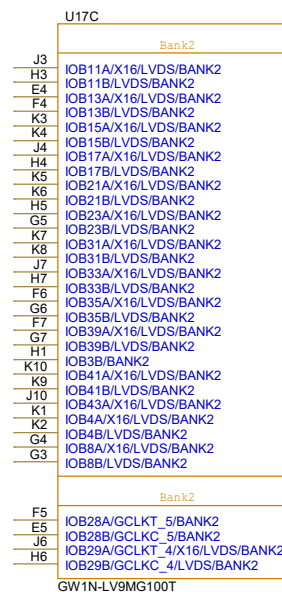 U17C
Bank2
J3 IOB11A/X16/LVDS/BANK2
H3 IOB11B/LVDS/BANK2
E4 IOB13A/X16/LVDS/BANK2
F4 IOB13B/LVDS/BANK2
K3 IOB15A/X16/LVDS/BANK2
K4 IOB15B/LVDS/BANK2
J4 IOB17A/X16/LVDS/BANK2
H4 IOB17B/LVDS/BANK2
K5 IOB21A/X16/LVDS/BANK2
K6 IOB21B/LVDS/BANK2
H5 IOB23A/X16/LVDS/BANK2
G5 IOB23B/LVDS/BANK2
K7 IOB31A/X16/LVDS/BANK2
K8 IOB31B/LVDS/BANK2
J7 IOB33A/X16/LVDS/BANK2
H7 IOB33B/LVDS/BANK2
F6 IOB35A/X16/LVDS/BANK2
G6 IOB35B/LVDS/BANK2
F7 IOB39A/X16/LVDS/BANK2
G7 IOB39B/LVDS/BANK2
H1 IOB3B/BANK2
K10 IOB41A/X16/LVDS/BANK2
K9 IOB41B/LVDS/BANK2
J10 IOB43A/X16/LVDS/BANK2
K1 IOB4A/X16/LVDS/BANK2
K2 IOB4B/LVDS/BANK2
G4 IOB8A/X16/LVDS/BANK2
G3 IOB8B/LVDS/BANK2
Bank2
F5 IOB28A/GCLKT_5/BANK2
E5 IOB28B/GCLKC_5/BANK2
J6 IOB29A/GCLKT_4/X16/LVDS/BANK2
H6 IOB29B/GCLKC_4/LVDS/BANK2
GW1N-LV9MG100T